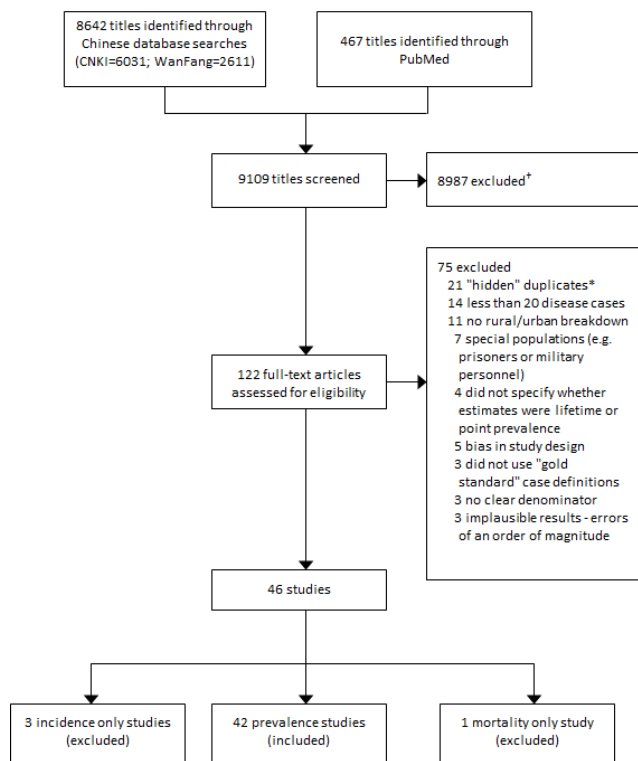 8642 titles identified through
Chinese database searches
(CNKI=6031; WanFang=2611)
467 titles identified through
PubMed
9109 titles screened
8987 excluded†
122 full-text articles
assessed for eligibility
75 excluded
21 "hidden" duplicates*
14 less than 20 disease cases
11 no rural/urban breakdown
7 special populations (e.g.
prisoners or military
personnel)
4 did not specify whether
estimates were lifetime or
point prevalence
5 bias in study design
3 did not use "gold
standard" case definitions
3 no clear denominator
3 implausible results - errors
of an order of magnitude
46 studies
3 incidence only studies
(excluded)
42 prevalence studies
(included)
1 mortality only study
(excluded)